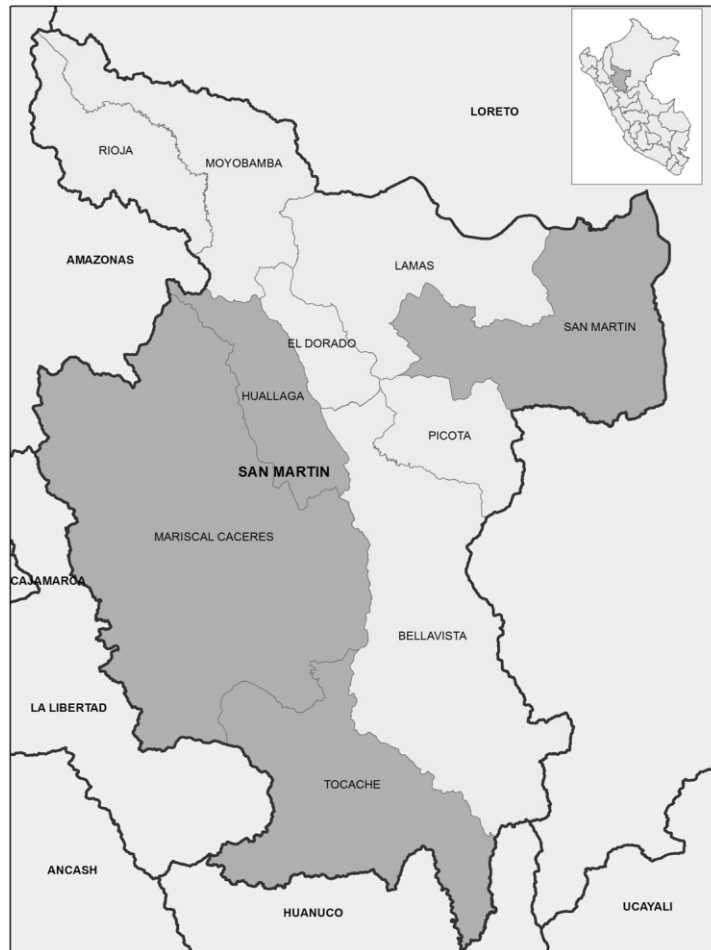 LORETO
RIOJA
MOYOBAMBA
AMAZONAS
LAMAS
SAN MARTIN
EL DORADO
HUALLAGA
PICOTA
SAN MARTIN
MARISCAL CACERES
CAJAMARCA
BELLAVISTA
LA LIBERTAD
TOCACHE
ANCASH
HUANUCO
UCAYALI